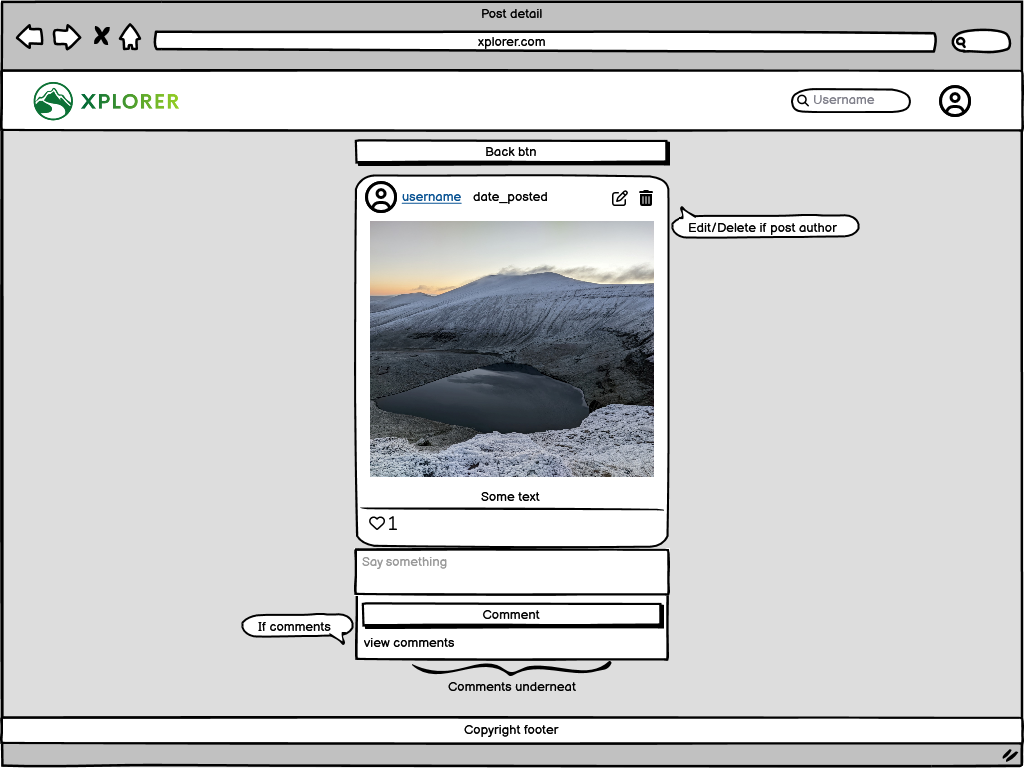 Post detail
xplorer.com
XPLORER
Username
Back btn
username date_posted
Edit/Delete if post author
Some text
1
Say something
Comment
If comments
view comments
Comments underneat
Copyright footer